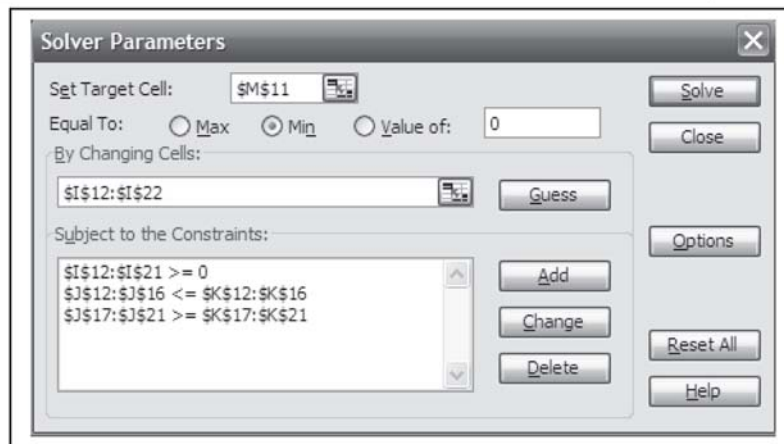 Solver Parameters
Set Target Cell: $M$11 Solve
Equal To: Max Min Value of: 0 Close
By Changing Cells:
$I$12:$I$22 Guess
Subject to the Constraints: Options
$I$12:$I$21 >= 0 Add
$J$12:$J$16 <= $K$12:$K$16
$J$17:$J$21 >= $K$17:$K$21
Change
Reset All
Delete
Help